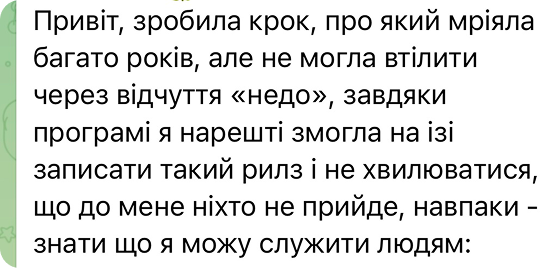 Привіт, зробила крок, про який мріяла
багато років, але не могла втілити
через відчуття «недо», завдяки
програмі я нарешті змогла на ізі
записати такий рилз і не хвилюватися,
що до мене ніхто не прийде, навпаки -
знати що я можу служити людям: